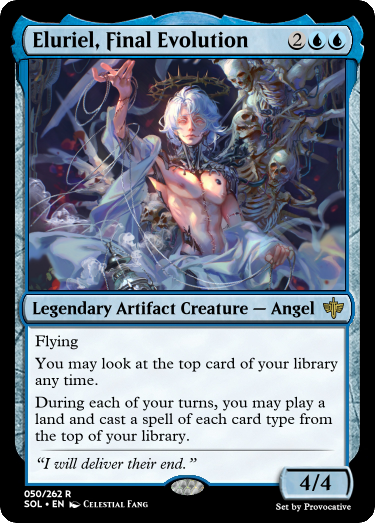 Eluriel, Final Evolution 2
Legendary Artifact Creature — Angel
Flying
You may look at the top card of your library
any time.
During each of your turns, you may play a
land and cast a spell of each card type from
the top of your library.
“I will deliver their end.”
4/4
050/262 R
SOL • EN Celestial Fang
Set by Provocative